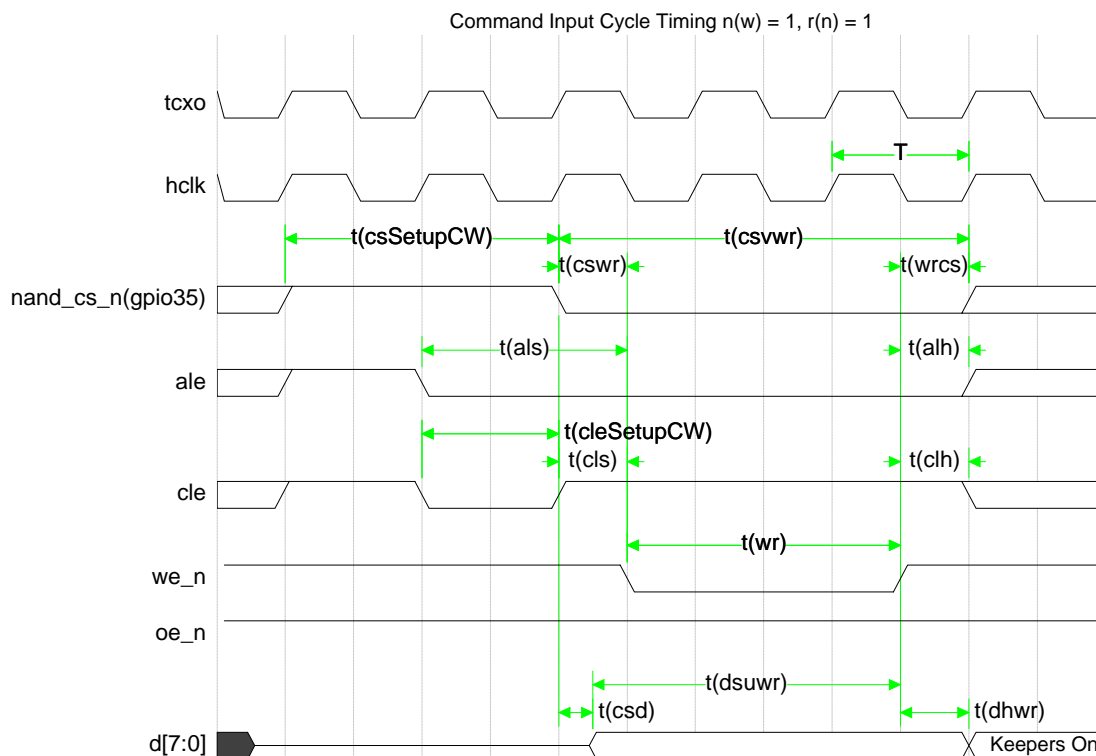 Command Input Cycle Timing n(w) = 1, r(n) = 1
tcxo
T
hclk
t(csSetupCW) t(csvwr)
t(cswr) t(wrcs)
nand_cs_n(gpio35)
t(als) t(alh)
ale
t(cleSetupCW)
t(cls) t(clh)
cle
t(wr)
we_n
oe_n
t(dsuwr)
t(csd) t(dhwr)
d[7:0] Keepers On